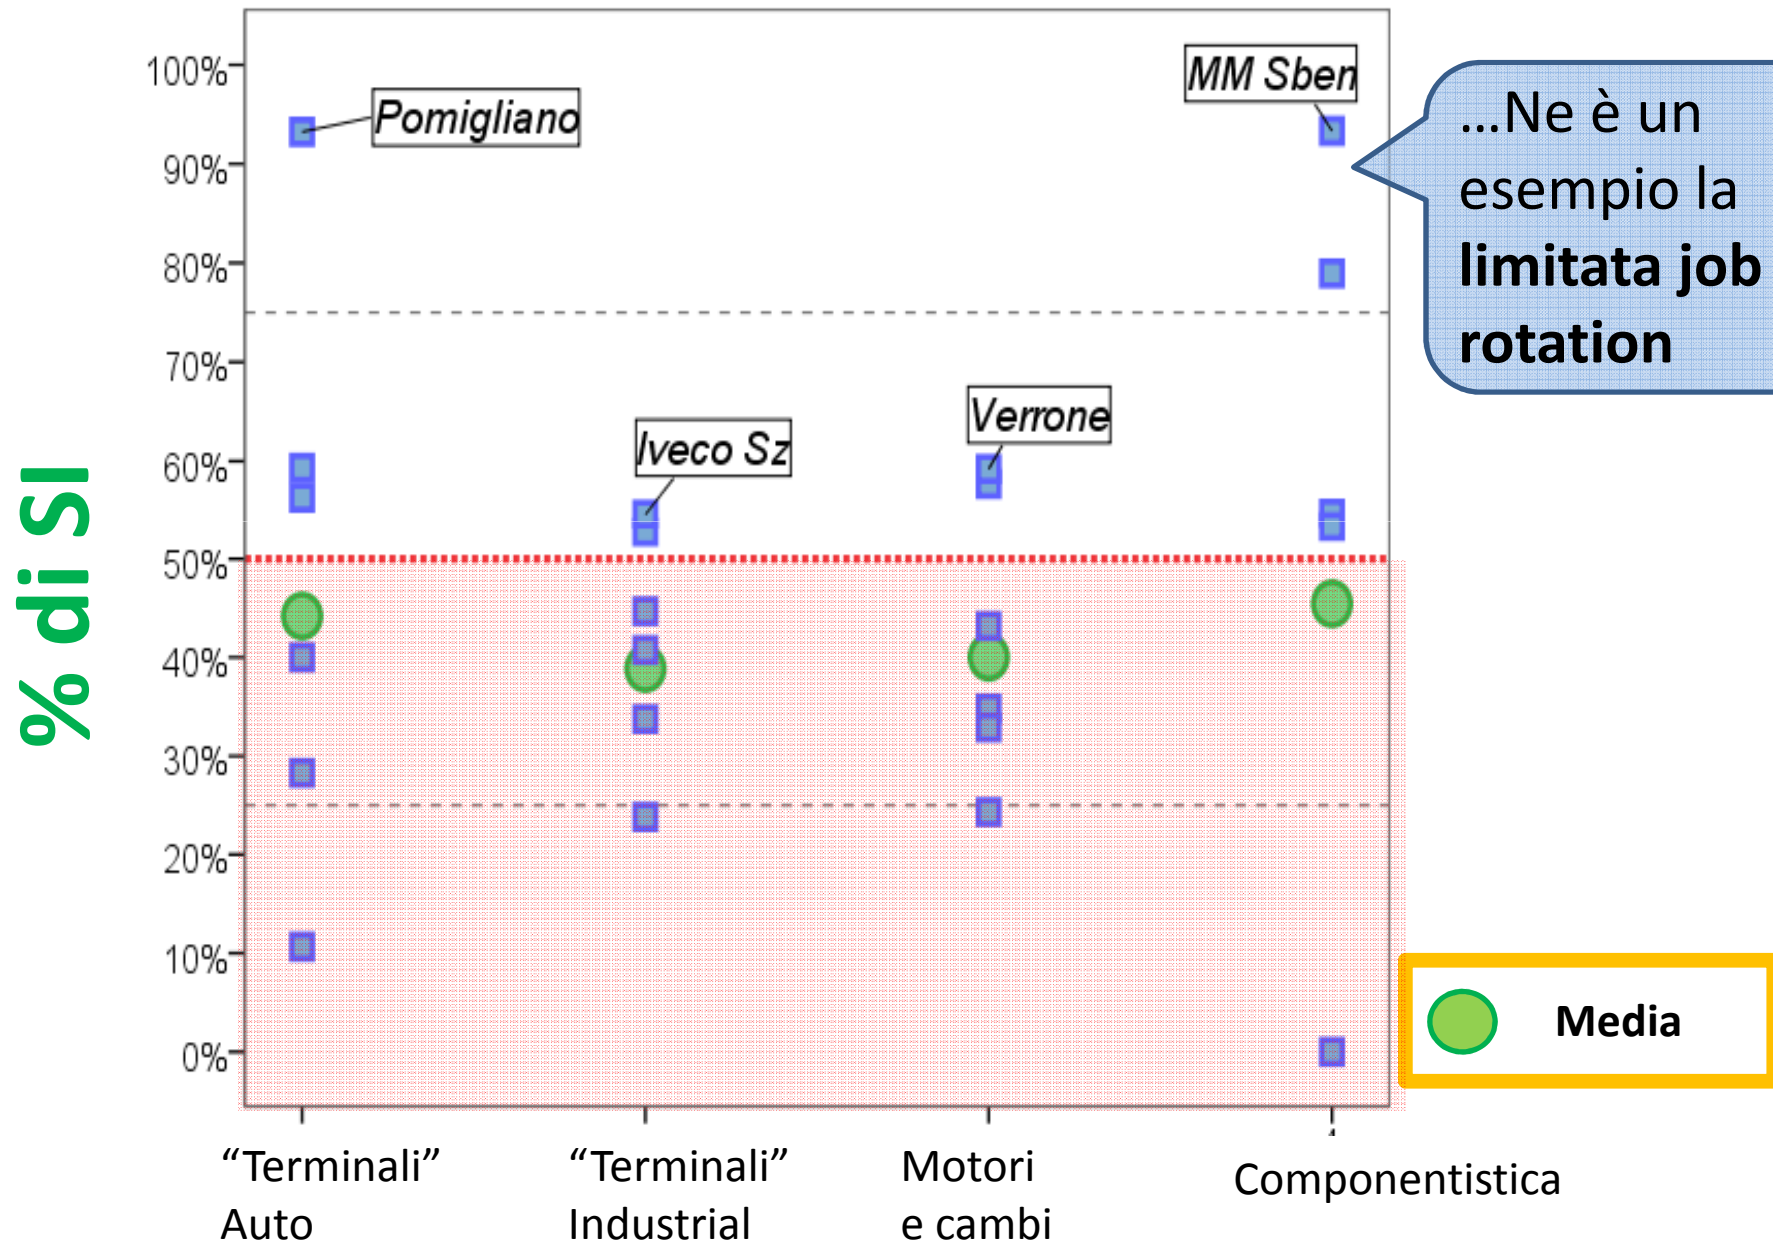 % di SI
100%
90%
80%
70%
60%
50%
40%
30%
20%
10%
0%
Pomigliano
Iveco Sz
Verrone
MM Sben
...Ne è un
esempio la
limitata job
rotation
Media
“Terminali”
Auto
“Terminali”
Industrial
Motori
e cambi
Componentistica